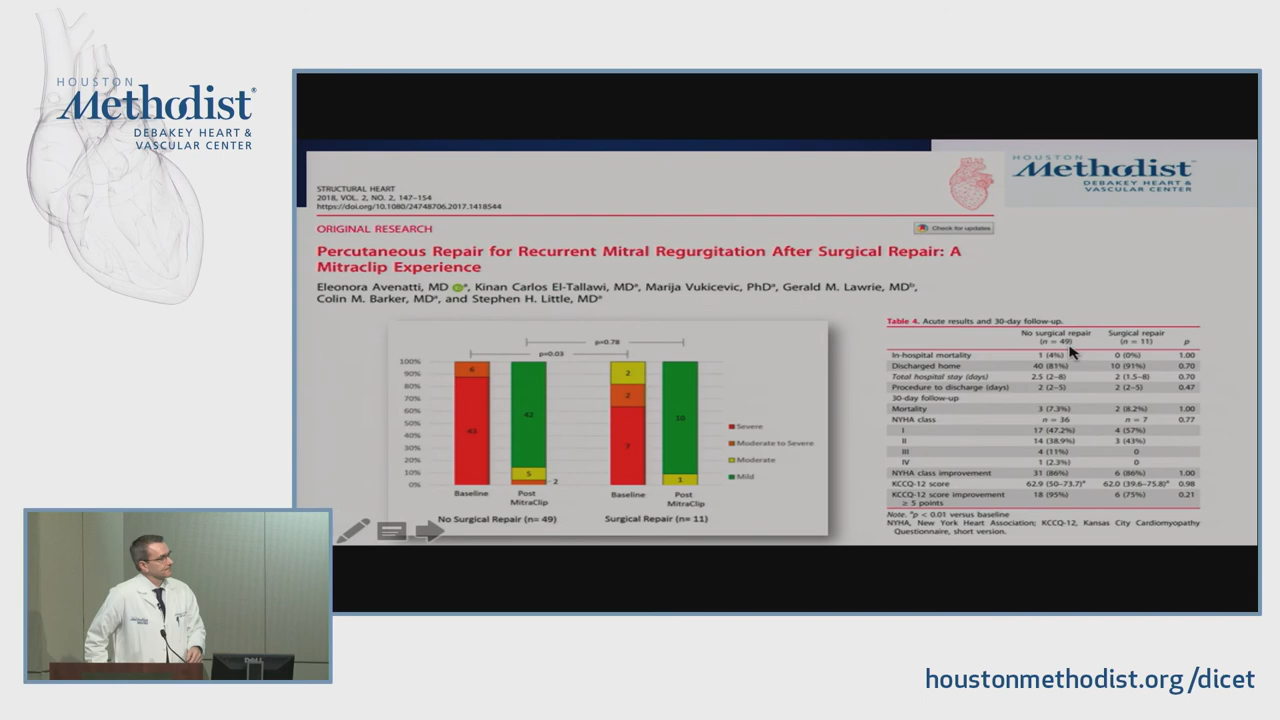 HOUSTON
Methodist®
DEBAKEY HEART &
VASCULAR CENTER
HOUSTON
Methodist
DEBAKEY HEART &
VASCULAR CENTER
STRUCTURAL HEART
2018, VOL. 2, NO. 2, 147–154
https://doi.org/10.1080/24748706.2017.1418544
ORIGINAL RESEARCH
Check for updates
Percutaneous Repair for Recurrent Mitral Regurgitation After Surgical Repair: A
Mitraclip Experience
Eleonora Avenatti, MD ᵃ, Kinan Carlos El-Tallawi, MDᵃ, Marija Vukicevic, PhDᵃ, Gerald M. Lawrie, MDᵇ,
Colin M. Barker, MDᵃ, and Stephen H. Little, MDᵃ
p=0.78
p=0.03
100%
90%
80%
70%
60%
50%
40%
30%
20%
10%
0%
6
43
42
5
2
2
2
7
10
1
Severe
Moderate to Severe
Moderate
Mild
Baseline
Post
MitraClip
Baseline
Post
MitraClip
No Surgical Repair (n= 49)
Surgical Repair (n= 11)
Table 4. Acute results and 30-day follow-up.
No surgical repair (n = 49) Surgical repair (n = 11) p
In-hospital mortality 1 (4%) 0 (0%) 1.00
Discharged home 40 (81%) 10 (91%) 0.70
Total hospital stay (days) 2.5 (2–8) 2 (1.5–8) 0.70
Procedure to discharge (days) 2 (2–5) 2 (2–5) 0.47
30-day follow-up
Mortality 3 (7.3%) 2 (8.2%) 1.00
NYHA class n = 36 n = 7 0.77
I 17 (47.2%) 4 (57%)
II 14 (38.9%) 3 (43%)
III 4 (11%) 0
IV 1 (2.3%) 0
NYHA class improvement 31 (86%) 6 (86%) 1.00
KCCQ-12 score 62.9 (50–73.7)ᵃ 62.0 (39.6–75.8)ᵃ 0.98
KCCQ-12 score improvement 18 (95%) 6 (75%) 0.21
≥ 5 points
Note. ᵃp < 0.01 versus baseline
NYHA, New York Heart Association; KCCQ-12, Kansas City Cardiomyopathy
Questionnaire, short version.
Methodist
DELL
houstonmethodist.org/dicet